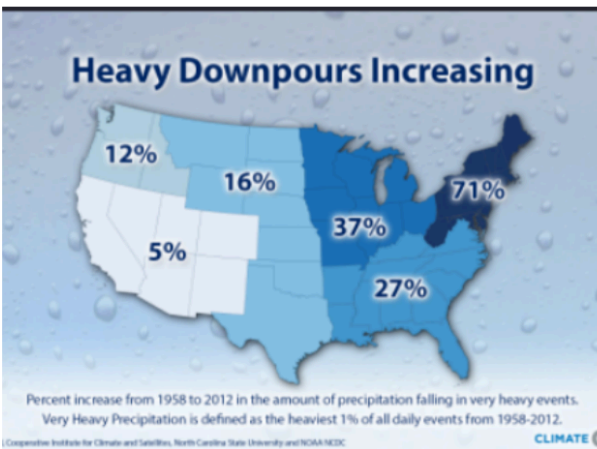 Heavy Downpours Increasing
12%
16%
71%
37%
5%
27%
Percent increase from 1958 to 2012 in the amount of precipitation falling in very heavy events.
Very Heavy Precipitation is defined as the heaviest 1% of all daily events from 1958-2012.
Cooperative Institute for Climate and Satellites, North Carolina State University and NOAA NCDC
CLIMATE